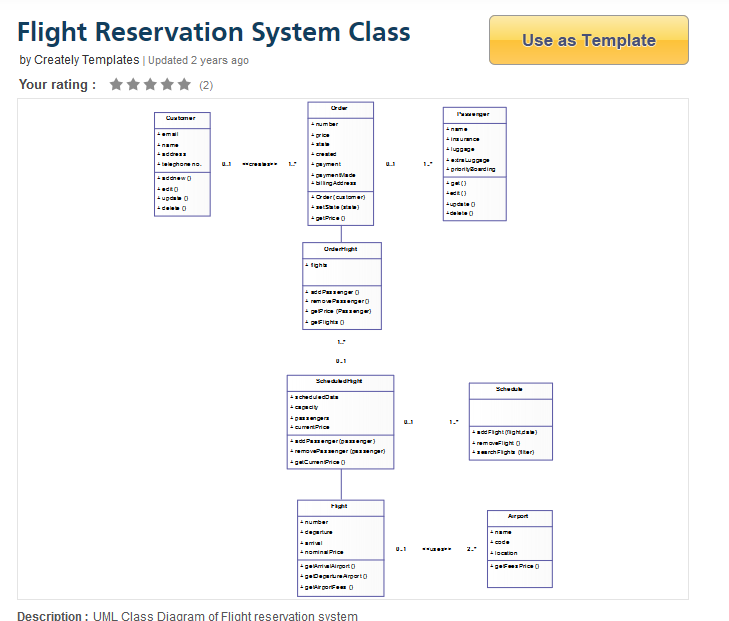 Flight Reservation System Class
Use as Template
by Creately Templates | Updated 2 years ago
Your rating :
(2)
Customer
+ email
+ name
+ address
+ telephone no.
+ addnew ()
+ edit ()
+ update ()
+ delete ()
0..1
<<creates>>
1..*
Order
+ number
+ price
+ state
+ created
+ payment
+ paymentMade
+ billingAddress
+ Order (customer)
+ setState (state)
+ getPrice ()
0..1
1..*
Passenger
+ name
+ insurance
+ luggage
+ extraLuggage
+ priorityBoarding
+ get ()
+edit ()
+update ()
+delete ()
OrderFlight
+ flights
+ addPassenger ()
+ removePassenger ()
+ getPrice (Passenger)
+ getFlights ()
1..*
0..1
ScheduledFlight
+ scheduledData
+ capacity
+ passengers
+ currentPrice
+ addPassenger (passenger)
+ removePassenger (passenger)
+ getCurrentPrice ()
0..1
1..*
Schedule
+ addFlight (flight,date)
+ removeFlight ()
+ searchFlights (filter)
Flight
+ number
+ departure
+ arrival
+ nominalPrice
+ getArrivalAirport ()
+ getDepartureAirport ()
+ getAirportFees ()
0..1
<<uses>>
2..*
Airport
+ name
+ code
+ location
+ getFeesPrice ()
Description : UML Class Diagram of Flight reservation system